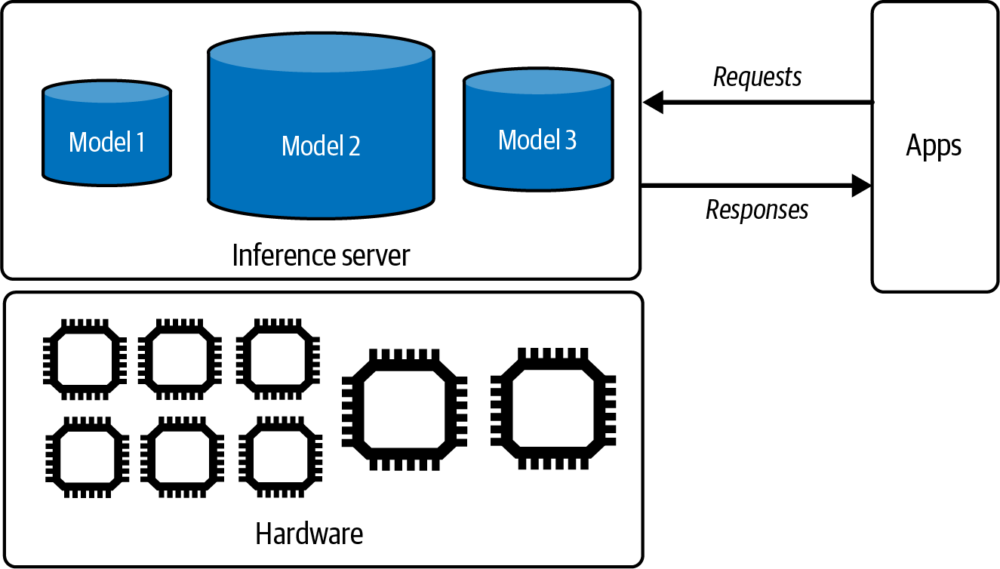 Model 1
Model 2
Model 3
Inference server
Requests
Responses
Apps
Hardware